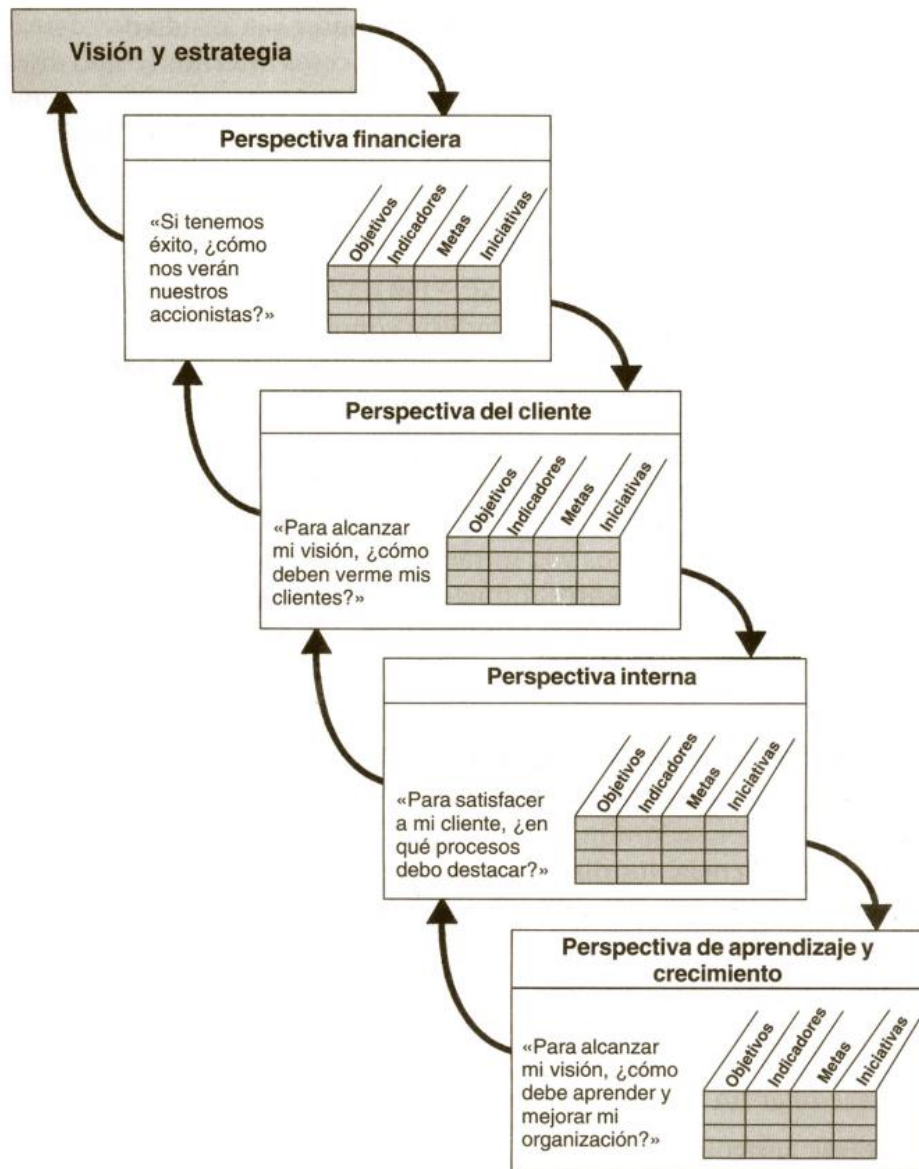 Visión y estrategia
Perspectiva financiera
«Si tenemos
éxito, ¿cómo
nos verán
nuestros
accionistas?»
Objetivos
Indicadores
Metas
Iniciativas
Perspectiva del cliente
«Para alcanzar
mi visión, ¿cómo
deben verme mis
clientes?»
Objetivos
Indicadores
Metas
Iniciativas
Perspectiva interna
«Para satisfacer
a mi cliente, ¿en
qué procesos
debo destacar?»
Objetivos
Indicadores
Metas
Iniciativas
Perspectiva de aprendizaje y
crecimiento
«Para alcanzar
mi visión, ¿cómo
debe aprender y
mejorar mi
organización?»
Objetivos
Indicadores
Metas
Iniciativas